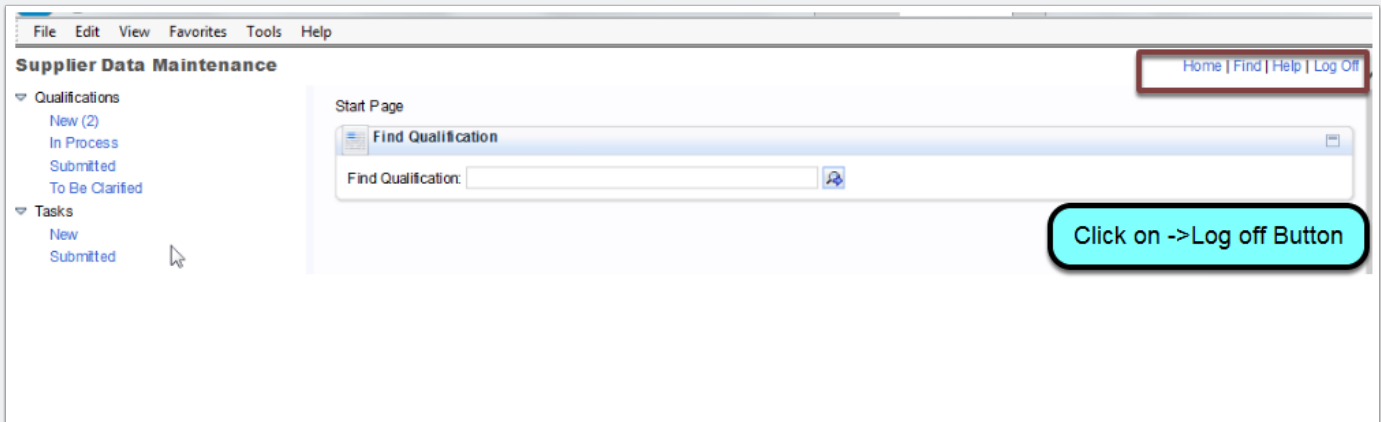 File Edit View Favorites Tools Help
Supplier Data Maintenance
Home | Find | Help | Log Off
Qualifications
New (2)
In Process
Submitted
To Be Clarified
Tasks
New
Submitted
Start Page
Find Qualification
Find Qualification:
Click on ->Log off Button